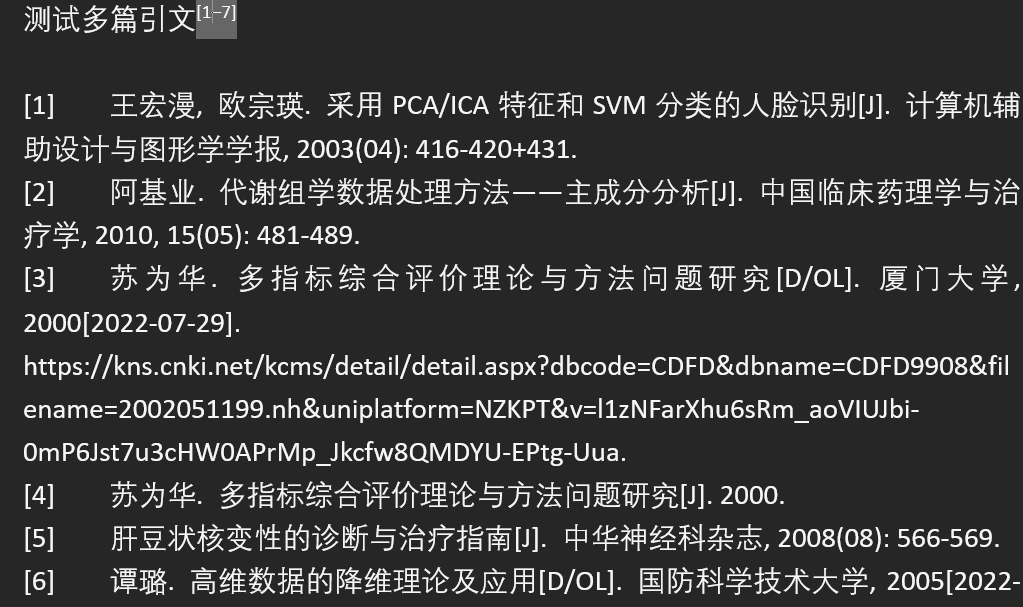 测试多篇引文[1–7]
[1] 王宏漫, 欧宗瑛. 采用 PCA/ICA 特征和 SVM 分类的人脸识别[J]. 计算机辅
助设计与图形学学报, 2003(04): 416-420+431.
[2] 阿基业. 代谢组学数据处理方法——主成分分析[J]. 中国临床药理学与治
疗学, 2010, 15(05): 481-489.
[3] 苏为华. 多指标综合评价理论与方法问题研究[D/OL]. 厦门大学,
2000[2022-07-29].
https://kns.cnki.net/kcms/detail/detail.aspx?dbcode=CDFD&dbname=CDFD9908&fil
ename=2002051199.nh&uniplatform=NZKPT&v=l1zNFarXhu6sRm_aoVIUJbi-
0mP6Jst7u3cHW0APrMp_Jkcfw8QMDYU-EPtg-Uua.
[4] 苏为华. 多指标综合评价理论与方法问题研究[J]. 2000.
[5] 肝豆状核变性的诊断与治疗指南[J]. 中华神经科杂志, 2008(08): 566-569.
[6] 谭璐. 高维数据的降维理论及应用[D/OL]. 国防科学技术大学, 2005[2022-